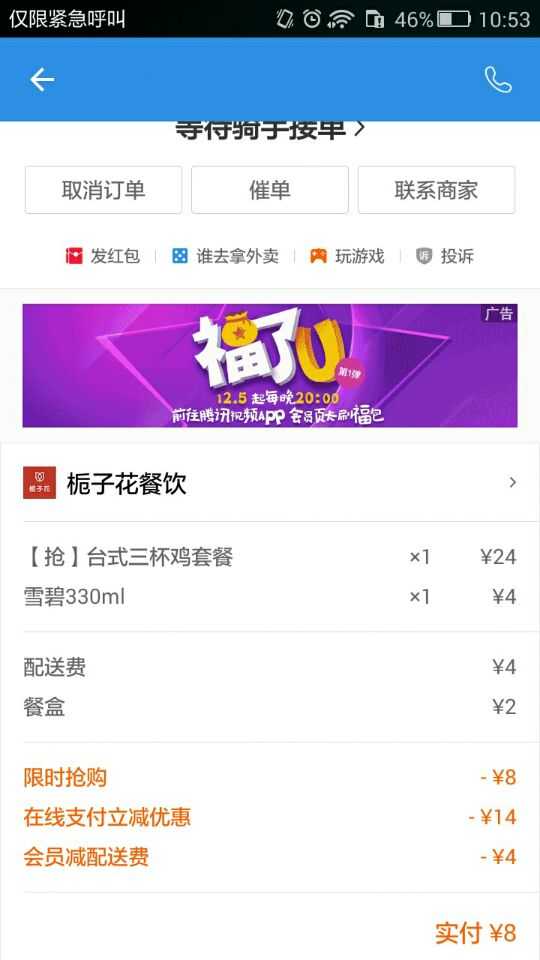 仅限紧急呼叫 46% 10:53
等待骑手接单
取消订单 催单 联系商家
发红包 谁去拿外卖 玩游戏 诉 投诉
广告
福了U
第1弹
12.5 起每晚20:00
前往腾讯视频APP 会员页去刷福包
栀子花
栀子花餐饮
【抢】台式三杯鸡套餐 ×1 ¥24
雪碧330ml ×1 ¥4
配送费 ¥4
餐盒 ¥2
限时抢购 - ¥8
在线支付立减优惠 - ¥14
会员减配送费 - ¥4
实付 ¥8